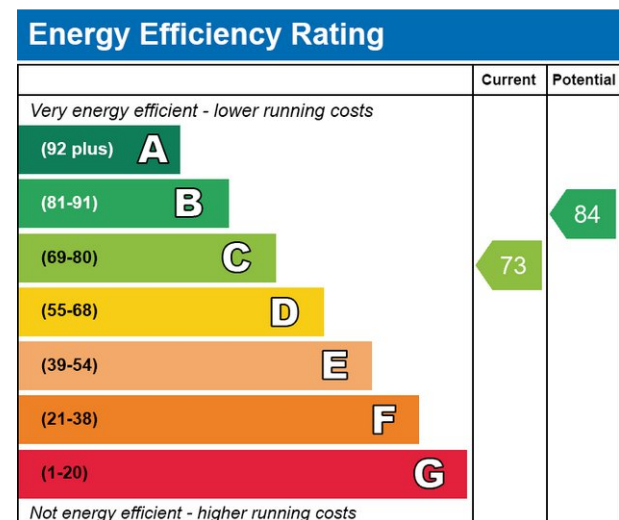 Energy Efficiency Rating
Current Potential
Very energy efficient - lower running costs
(92 plus) A
(81-91) B
84
(69-80) C
73
(55-68) D
(39-54) E
(21-38) F
(1-20) G
Not energy efficient - higher running costs